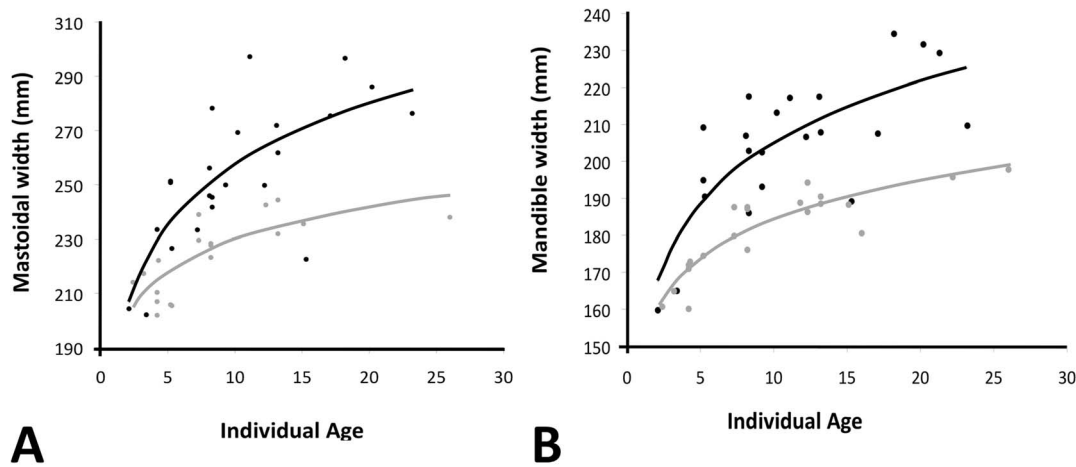 Mastoidal width (mm)
310
290
270
250
230
210
190
0 5 10 15 20 25 30
Individual Age
A
Mandible width (mm)
240
230
220
210
200
190
180
170
160
150
0 5 10 15 20 25 30
Individual Age
B